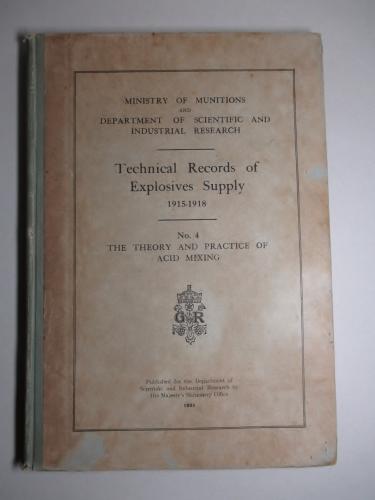 MINISTRY OF MUNITIONS
AND
DEPARTMENT OF SCIENTIFIC AND
INDUSTRIAL RESEARCH
Technical Records of
Explosives Supply
1915-1918
No. 4
THE THEORY AND PRACTICE OF
ACID MIXING
G R
Published for the Department of
Scientific and Industrial Research by
His Majesty's Stationery Office
1921